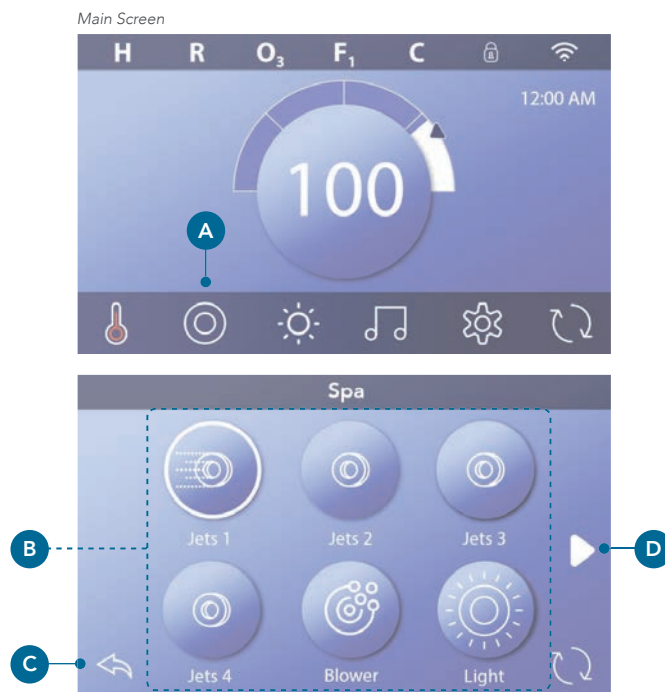 Main Screen
H R O3 F1 C
12:00 AM
100
A
Spa
Jets 1 Jets 2 Jets 3
B D
Jets 4 Blower Light
C